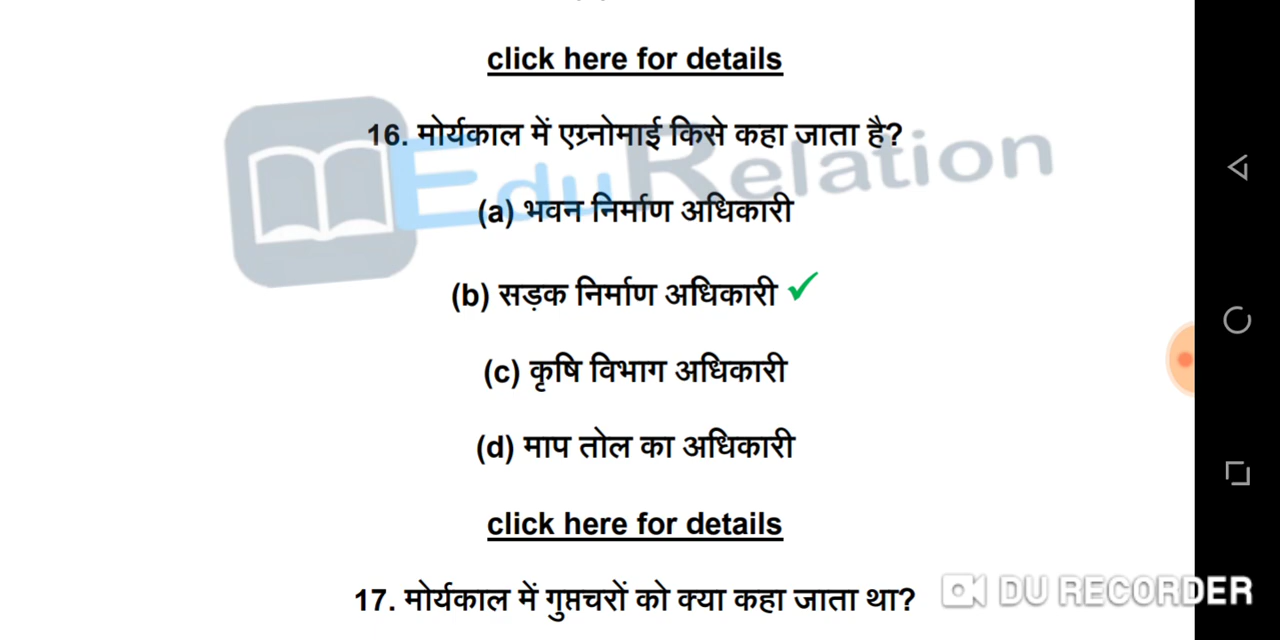 click here for details
16. मोर्यकाल में एग्र्नोमाई किसे कहा जाता है?
EduRelation
(a) भवन निर्माण अधिकारी
(b) सड़क निर्माण अधिकारी
(c) कृषि विभाग अधिकारी
(d) माप तोल का अधिकारी
click here for details
17. मोर्यकाल में गुप्तचरों को क्या कहा जाता था?
DU RECORDER